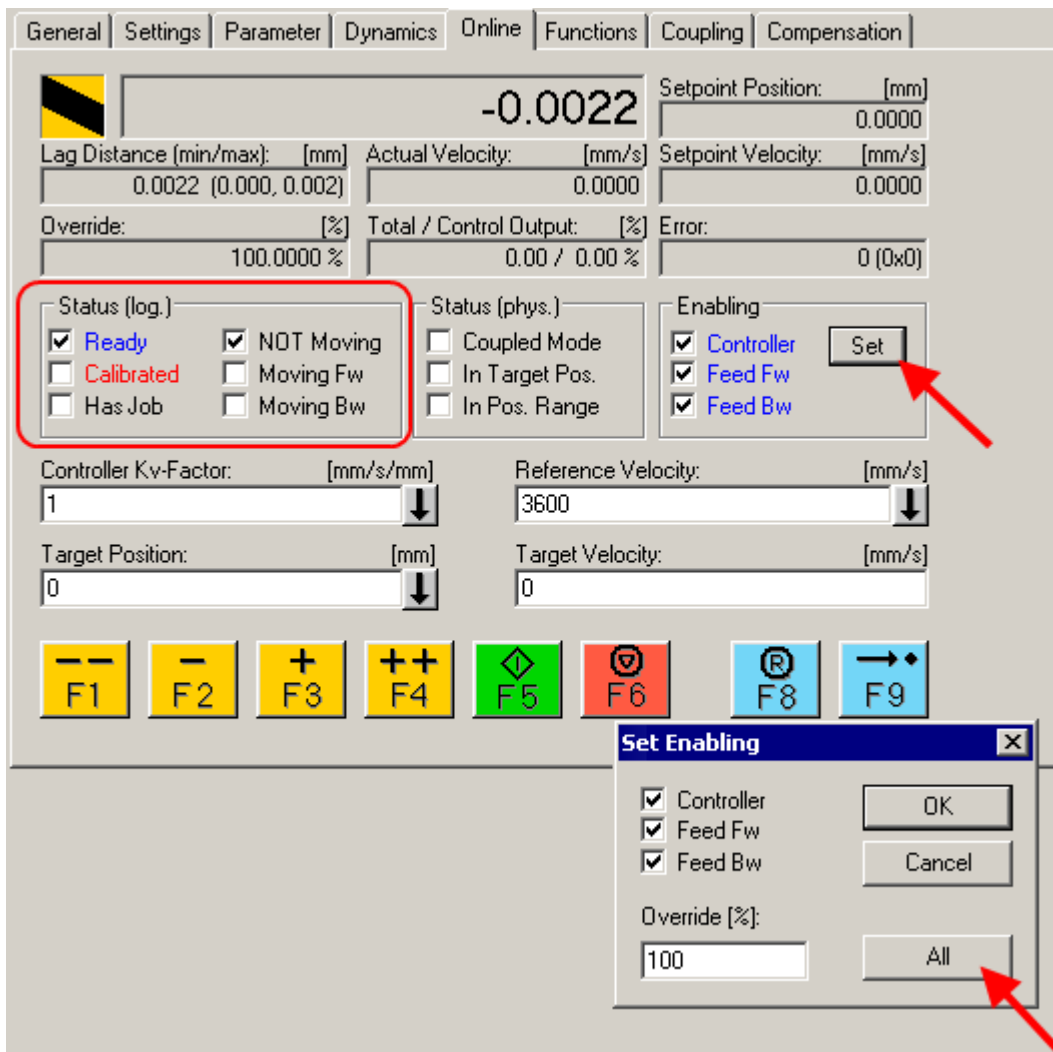 General Settings Parameter Dynamics Online Functions Coupling Compensation
-0.0022
Setpoint Position: [mm]
0.0000
Lag Distance (min/max): [mm] Actual Velocity: [mm/s] Setpoint Velocity: [mm/s]
0.0022 (0.000, 0.002) 0.0000 0.0000
Override: [%] Total / Control Output: [%] Error:
100.0000 % 0.00 / 0.00 % 0 (0x0)
Status (log.) Status (phys.) Enabling
Ready NOT Moving Coupled Mode Controller Set
Calibrated Moving Fw In Target Pos. Feed Fw
Has Job Moving Bw In Pos. Range Feed Bw
Controller Kv-Factor: [mm/s/mm] Reference Velocity: [mm/s]
1 3600
Target Position: [mm] Target Velocity: [mm/s]
0 0
-- - + ++ R
F1 F2 F3 F4 F5 F6 F8 F9
Set Enabling
Controller OK
Feed Fw
Feed Bw Cancel
Override [%]:
100 All